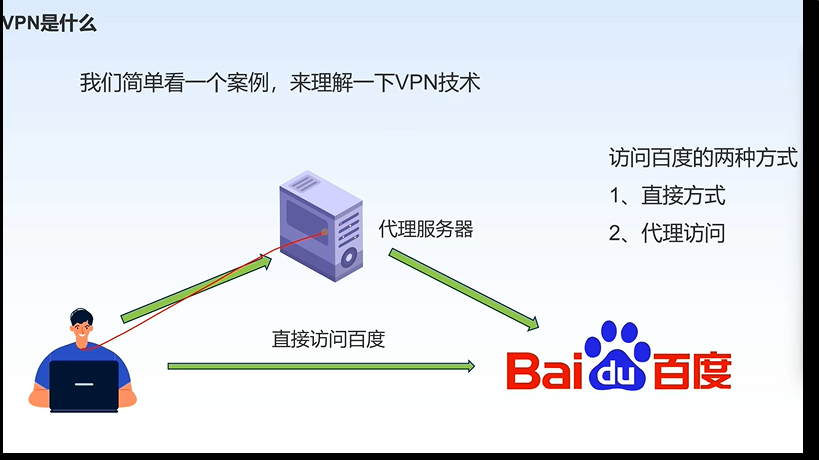 VPN是什么
我们简单看一个案例，来理解一下VPN技术
访问百度的两种方式
1、直接方式
2、代理访问
代理服务器
直接访问百度
Bai du 百度